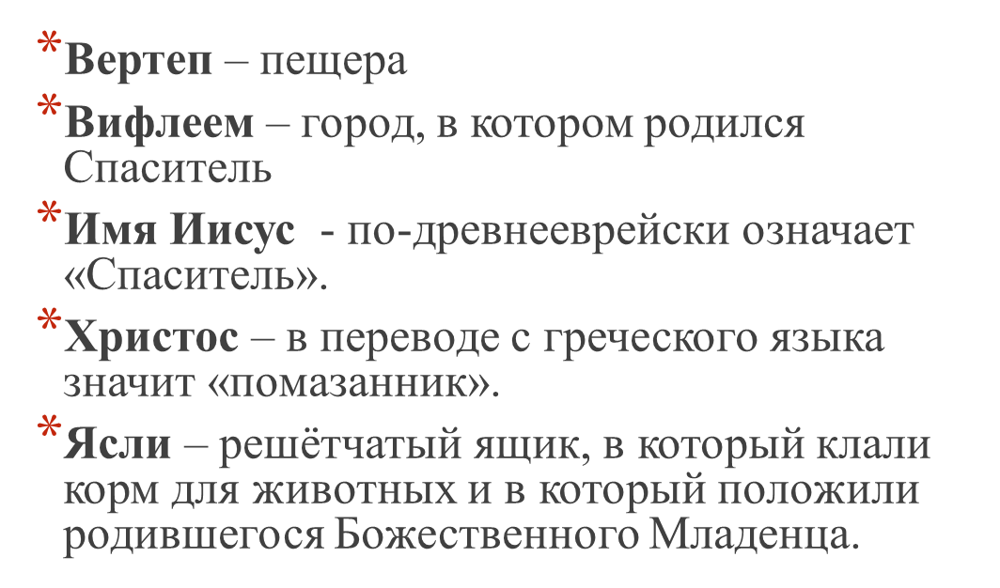 *Вертеп – пещера
*Вифлеем – город, в котором родился
Спаситель
*Имя Иисус  - по-древнееврейски означает
«Спаситель».
*Христос – в переводе с греческого языка
значит «помазанник».
*Ясли – решётчатый ящик, в который клали
корм для животных и в который положили
родившегося Божественного Младенца.